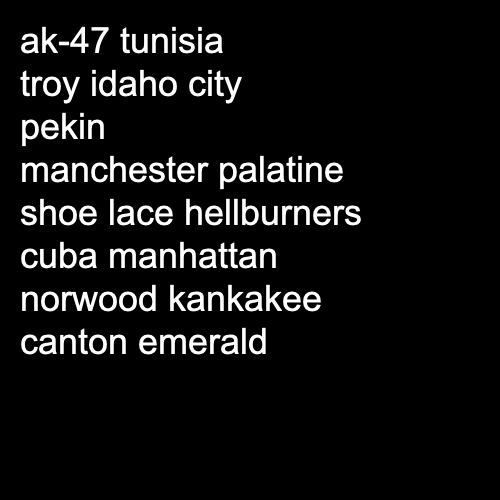 ak-47 tunisia
troy idaho city
pekin
manchester palatine
shoe lace hellburners
cuba manhattan
norwood kankakee
canton emerald